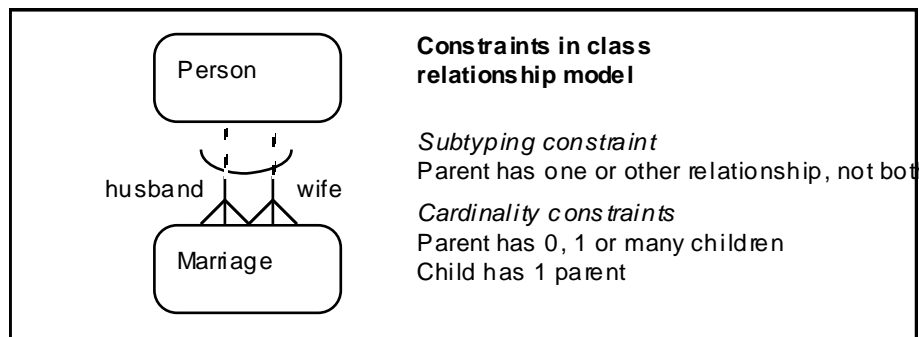 Person
husband
wife
Marriage
Constraints in class
relationship model
Subtyping constraint
Parent has one or other relationship, not both
Cardinality constraints
Parent has 0, 1 or many children
Child has 1 parent